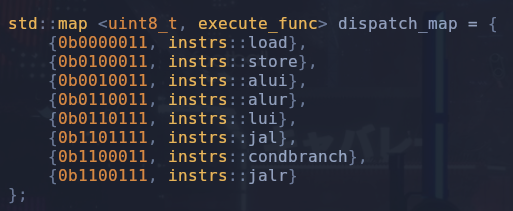 std::map <uint8_t, execute_func> dispatch_map = {
    {0b0000011, instrs::load},
    {0b0100011, instrs::store},
    {0b0010011, instrs::alui},
    {0b0110011, instrs::alur},
    {0b0110111, instrs::lui},
    {0b1101111, instrs::jal},
    {0b1100011, instrs::condbranch},
    {0b1100111, instrs::jalr}
};